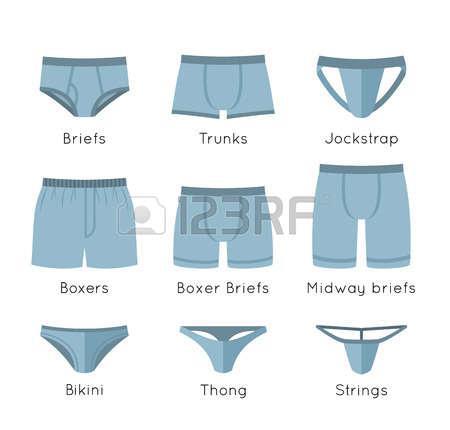 Briefs Trunks Jockstrap
123RF
Boxers Boxer Briefs Midway briefs
Bikini Thong Strings